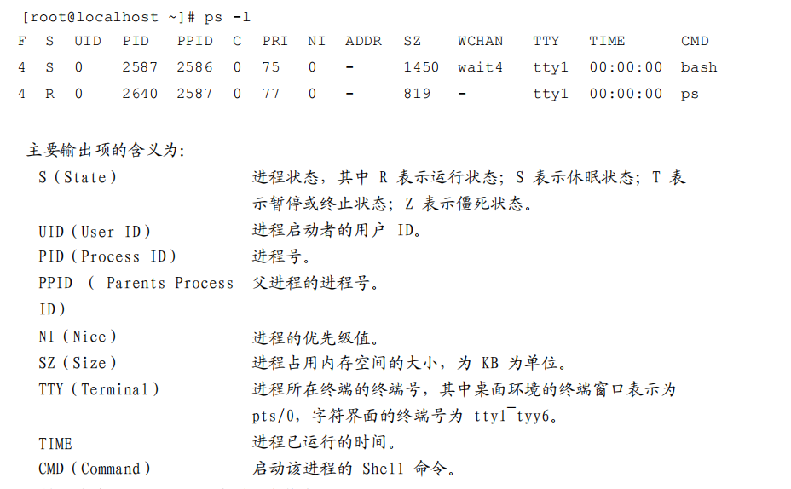 [root@localhost ~]# ps -l
F S UID PID PPID C PRI NI ADDR SZ WCHAN TTY TIME CMD
4 S 0 2587 2586 0 75 0 - 1450 wait4 tty1 00:00:00 bash
4 R 0 2640 2587 0 77 0 - 819 - tty1 00:00:00 ps
主要输出项的含义为：
S（State） 进程状态，其中 R 表示运行状态；S 表示休眠状态；T 表
示暂停或终止状态；Z 表示僵死状态。
UID（User ID） 进程启动者的用户 ID。
PID（Process ID） 进程号。
PPID （ Parents Process 父进程的进程号。
ID）
NI（Nice） 进程的优先级值。
SZ（Size） 进程占用内存空间的大小，为 KB 为单位。
TTY（Terminal） 进程所在终端的终端号，其中桌面环境的终端窗口表示为
pts/0，字符界面的终端号为 tty1~tyy6。
TIME 进程已运行的时间。
CMD（Command） 启动该进程的 Shell 命令。